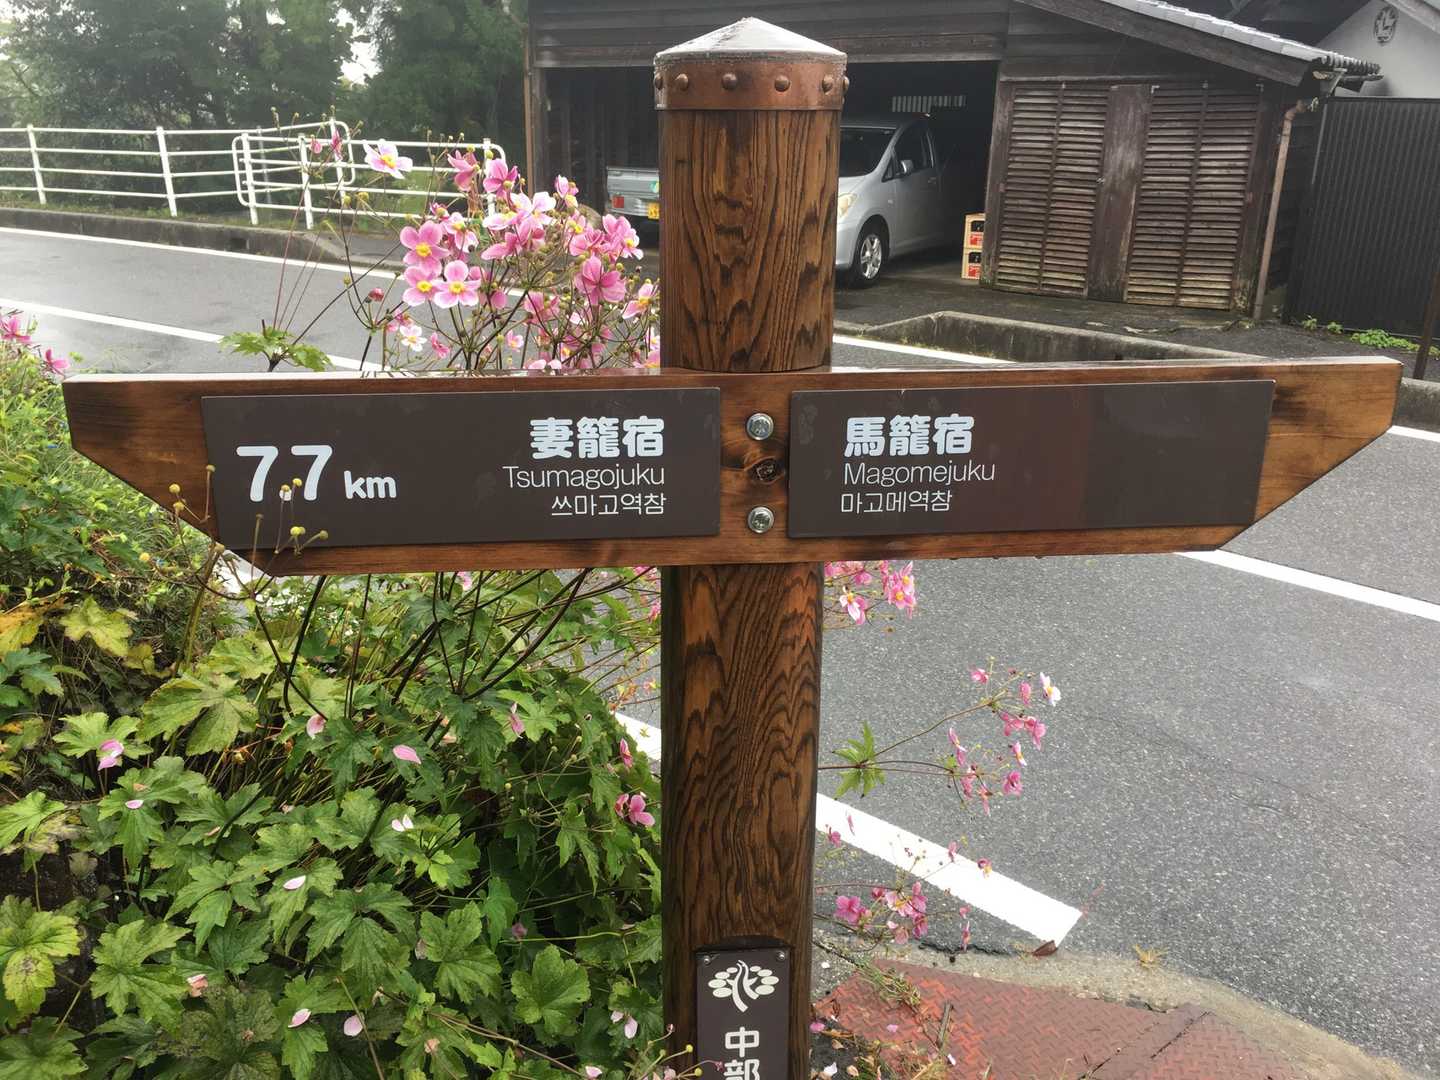 7.7 km
妻籠宿
Tsumagojuku
쓰마고역참
馬籠宿
Magomejuku
마고메역참
中部